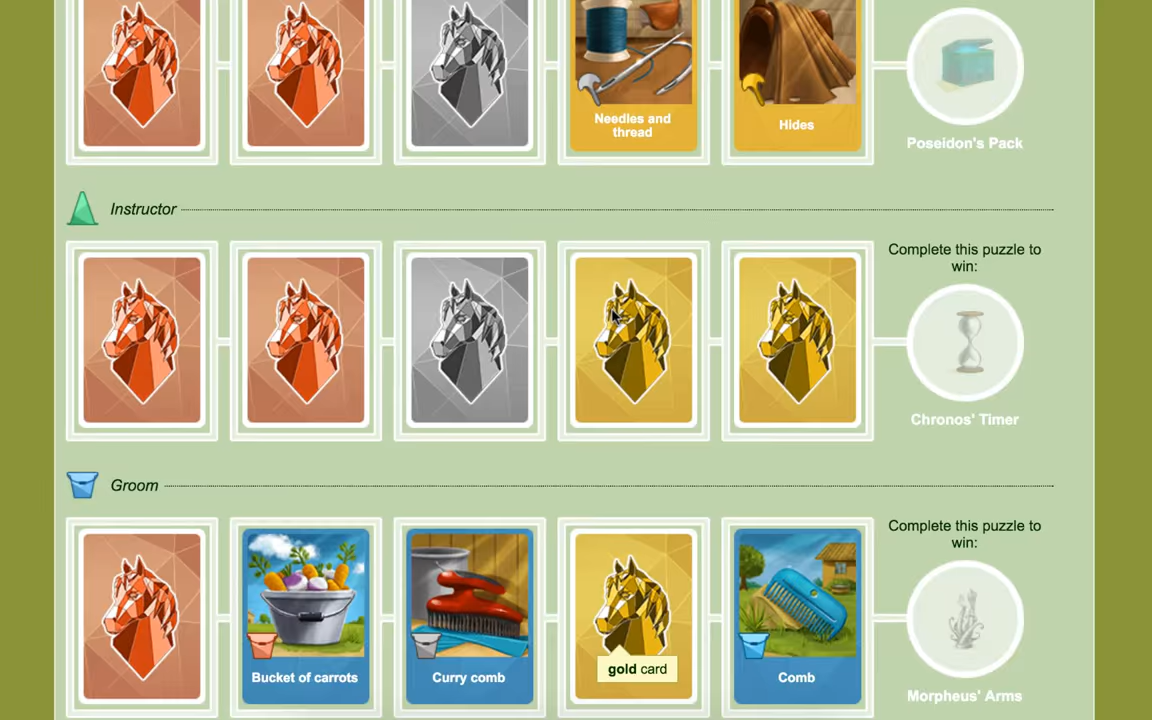 Needles and
thread
Hides
Poseidon's Pack
Instructor
Complete this puzzle to
win:
Chronos' Timer
Groom
Complete this puzzle to
win:
gold card
Bucket of carrots
Curry comb
Comb
Morpheus' Arms